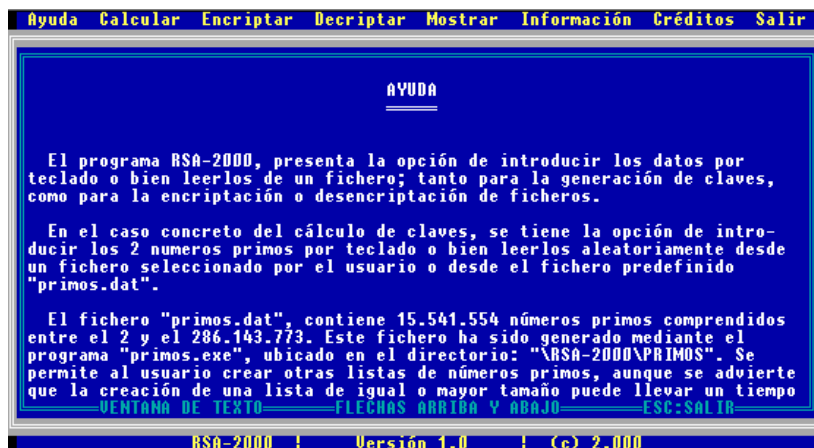 Ayuda Calcular Encriptar Decriptar Mostrar Información Créditos Salir
AYUDA
El programa RSA-2000, presenta la opción de introducir los datos por
teclado o bien leerlos de un fichero; tanto para la generación de claves,
como para la encriptación o desencriptación de ficheros.
En el caso concreto del cálculo de claves, se tiene la opción de intro-
ducir los 2 numeros primos por teclado o bien leerlos aleatoriamente desde
un fichero seleccionado por el usuario o desde el fichero predefinido
"primos.dat".
El fichero "primos.dat", contiene 15.541.554 números primos comprendidos
entre el 2 y el 286.143.773. Este fichero ha sido generado mediante el
programa "primos.exe", ubicado en el directorio: "\RSA-2000\PRIMOS". Se
permite al usuario crear otras listas de números primos, aunque se advierte
que la creación de una lista de igual o mayor tamaño puede llevar un tiempo
VENTANA DE TEXTO FLECHAS ARRIBA Y ABAJO ESC:SALIR
RSA-2000 ! Versión 1.0 ! (c) 2.000